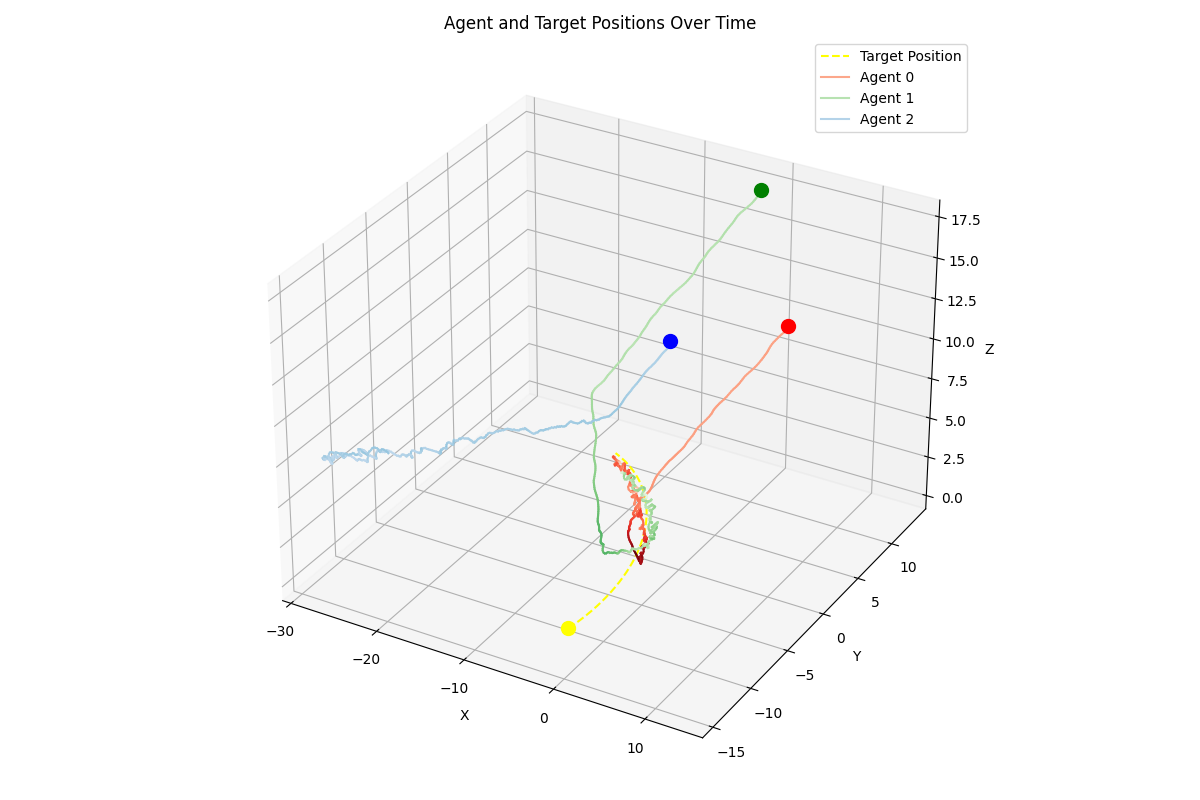 Agent and Target Positions Over Time
Target Position
Agent 0
Agent 1
Agent 2
17.5
15.0
12.5
10.0
7.5
5.0
2.5
0.0
Z
10
5
0
−5
−10
−15
Y
−30
−20
−10
0
10
X